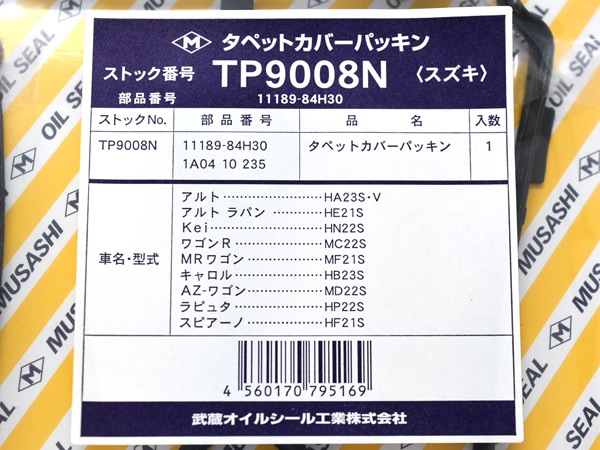 M タペットカバーパッキン
ストック番号 TP9008N 〈スズキ〉
部品番号 11189-84H30
ストックNo. 部品番号 品名 入数
TP9008N 11189-84H30 タペットカバーパッキン 1
1A04 10 235
車名・型式
アルト HA23S・V
アルト ラパン HE21S
Kei HN22S
ワゴンR MC22S
MRワゴン MF21S
キャロル HB23S
AZ-ワゴン MD22S
ラピュタ HP22S
スピアーノ HF21S
4 560170 795169
武蔵オイルシール工業株式会社
MUSASHI OIL SEAL
MUSASHI OIL SEAL